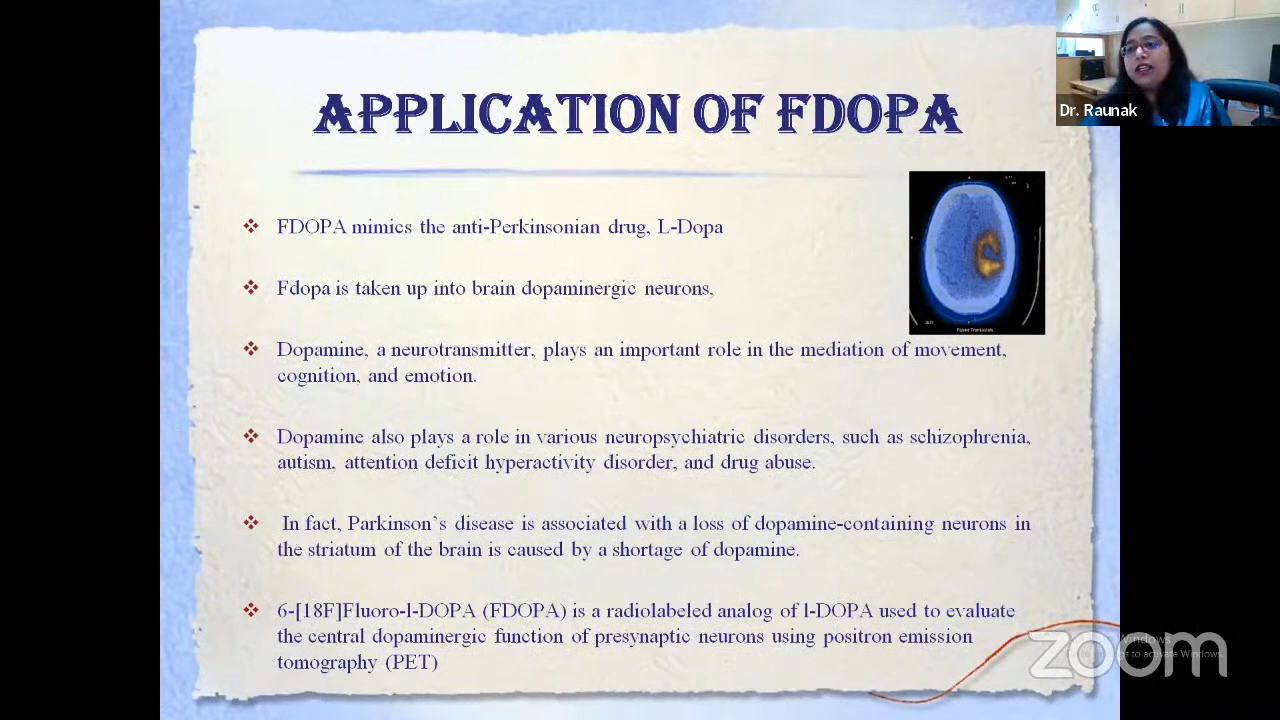 APPLICATION OF FDOPA
Dr. Raunak
FDOPA mimics the anti-Perkinsonian drug, L-Dopa
Fdopa is taken up into brain dopaminergic neurons,
Dopamine, a neurotransmitter, plays an important role in the mediation of movement,
cognition, and emotion.
Dopamine also plays a role in various neuropsychiatric disorders, such as schizophrenia,
autism, attention deficit hyperactivity disorder, and drug abuse.
In fact, Parkinson's disease is associated with a loss of dopamine-containing neurons in
the striatum of the brain is caused by a shortage of dopamine.
6-[18F]Fluoro-l-DOPA (FDOPA) is a radiolabeled analog of l-DOPA used to evaluate
the central dopaminergic function of presynaptic neurons using positron emission
tomography (PET)
zoom
Windows
to activate Windows.